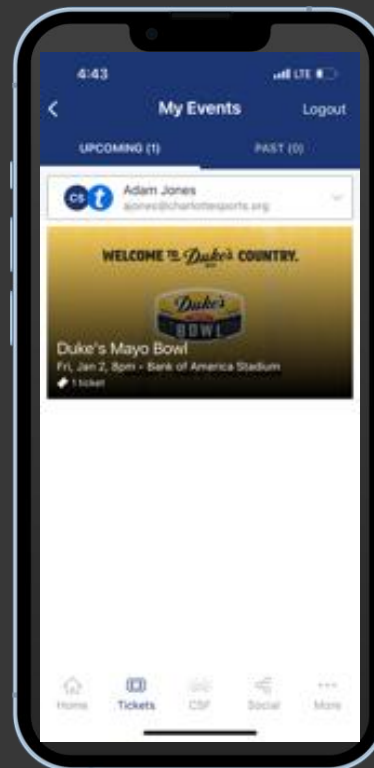 4:43
LTE
My Events
Logout
UPCOMING (1)
PAST (0)
CS t
Adam Jones
ajones@charlottesports.org
WELCOME TO Duke's COUNTRY.
Duke's
BOWL
Duke's Mayo Bowl
Fri, Jan 2, 8pm • Bank of America Stadium
1 ticket
Home
Tickets
CSF
Social
More